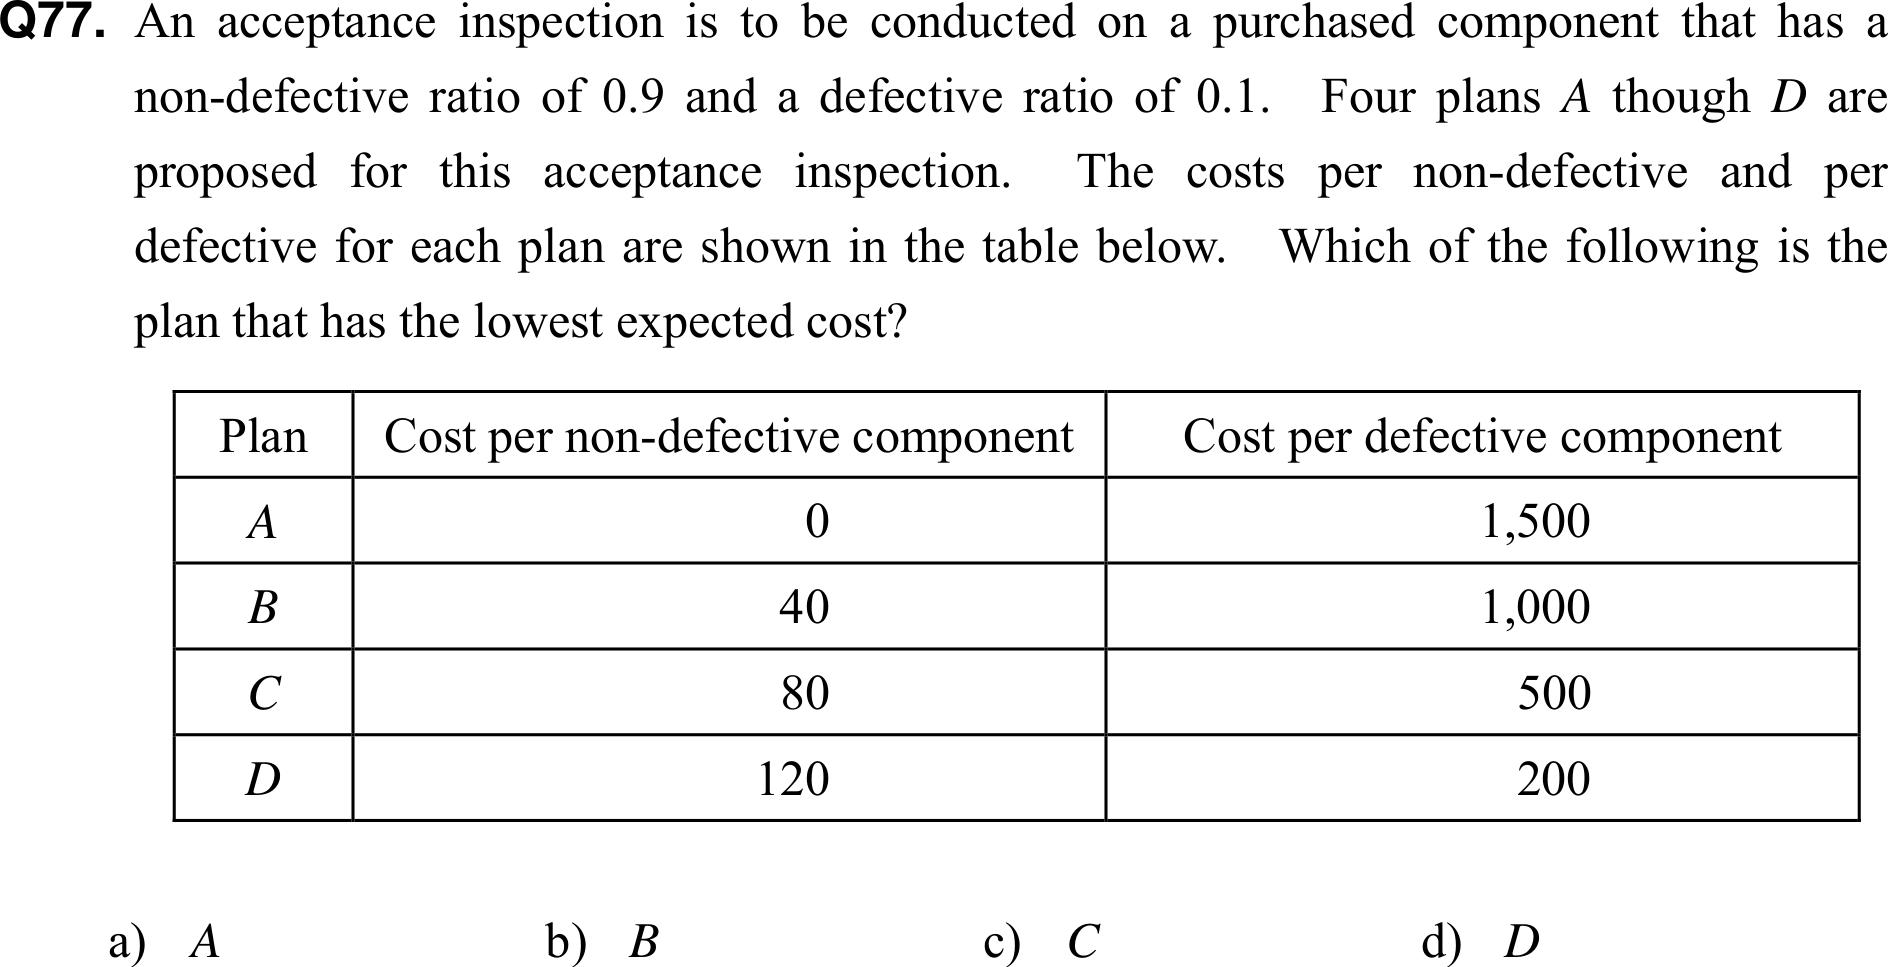 Q77. An acceptance inspection is to be conducted on a purchased component that has a
non-defective ratio of 0.9 and a defective ratio of 0.1. Four plans A though D are
proposed for this acceptance inspection. The costs per non-defective and per
defective for each plan are shown in the table below. Which of the following is the
plan that has the lowest expected cost?
Plan Cost per non-defective component Cost per defective component
A 0 1,500
B 40 1,000
C 80 500
D 120 200
a) A b) B c) C d) D